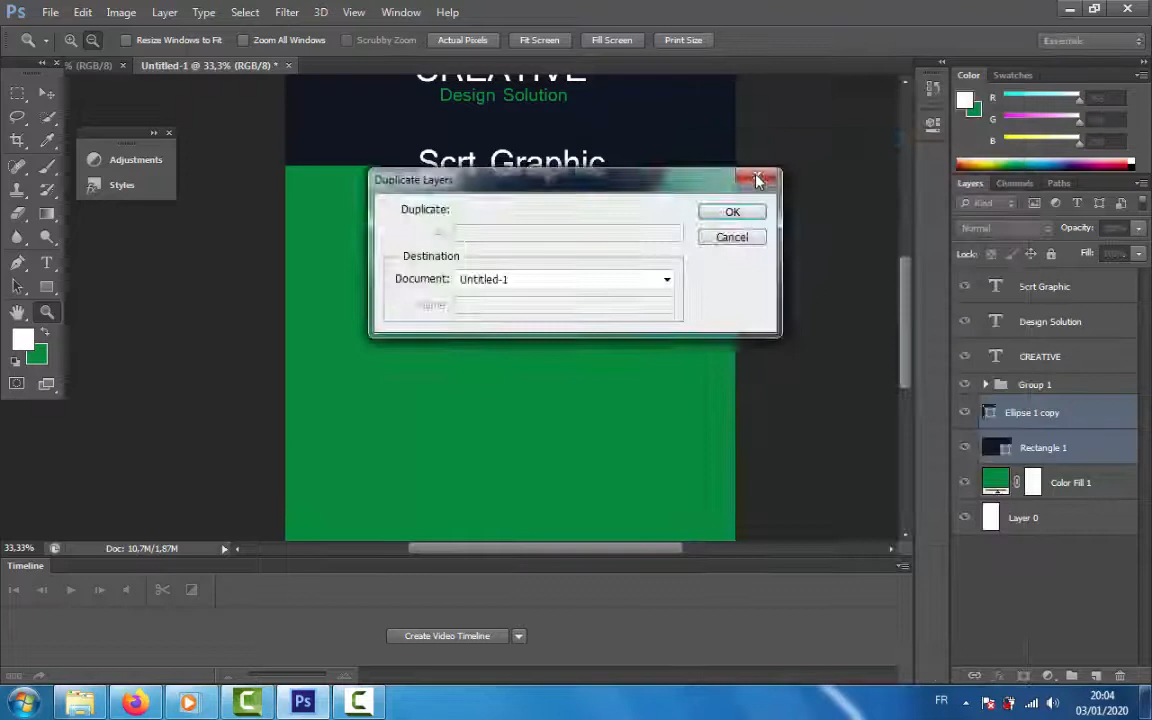 Ps File Edit Image Layer Type Select Filter 3D View Window Help
Resize Windows to Fit Zoom All Windows Scrubby Zoom Actual Pixels Fit Screen Fill Screen Print Size Essentials
% (RGB/8) × Untitled-1 @ 33,3% (RGB/8) * ×
Color Swatches
R
G
B
Adjustments
Styles
CREATIVE
Design Solution
Scrt Graphic
Duplicate Layers
Duplicate:
OK
Cancel
Destination
Document: Untitled-1
Name:
Layers Channels Paths
Kind
Normal Opacity:
Lock: Fill:
T Scrt Graphic
T Design Solution
T CREATIVE
Group 1
Ellipse 1 copy
Rectangle 1
Color Fill 1
Layer 0
33,33% Doc: 10,7M/1,87M
Timeline
Create Video Timeline
Ps
FR
20:04
03/01/2020